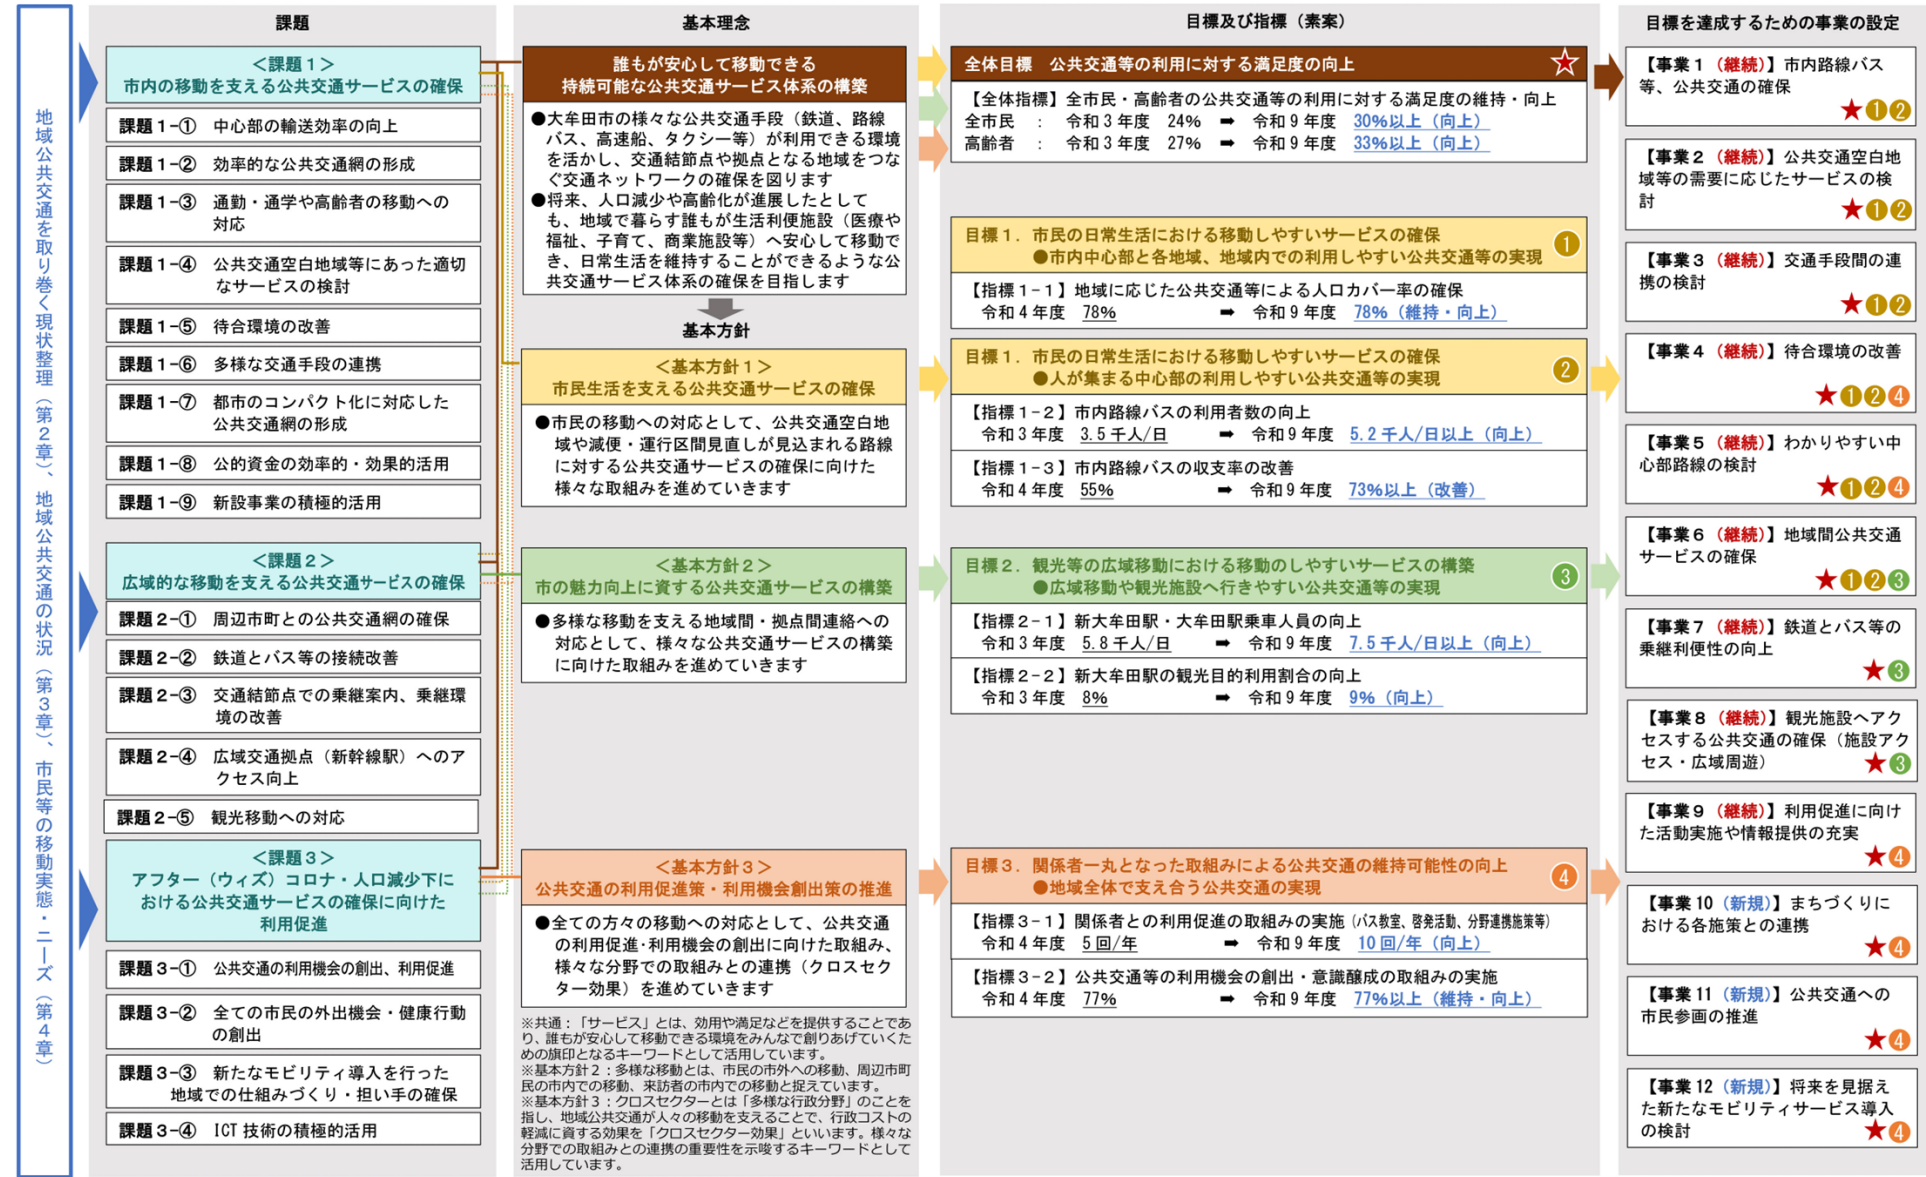 地域公共交通を取り巻く現状整理（第２章）、地域公共交通の状況（第３章）、市民等の移動実態・ニーズ（第４章）
課題
＜課題１＞
市内の移動を支える公共交通サービスの確保
課題１-① 中心部の輸送効率の向上
課題１-② 効率的な公共交通網の形成
課題１-③ 通勤・通学や高齢者の移動への
対応
課題１-④ 公共交通空白地域等にあった適切
なサービスの検討
課題１-⑤ 待合環境の改善
課題１-⑥ 多様な交通手段の連携
課題１-⑦ 都市のコンパクト化に対応した
公共交通網の形成
課題１-⑧ 公的資金の効率的・効果的活用
課題１-⑨ 新設事業の積極的活用
＜課題２＞
広域的な移動を支える公共交通サービスの確保
課題２-① 周辺市町との公共交通網の確保
課題２-② 鉄道とバス等の接続改善
課題２-③ 交通結節点での乗継案内、乗継環
境の改善
課題２-④ 広域交通拠点（新幹線駅）へのア
クセス向上
課題２-⑤ 観光移動への対応
＜課題３＞
アフター（ウィズ）コロナ・人口減少下に
おける公共交通サービスの確保に向けた
利用促進
課題３-① 公共交通の利用機会の創出、利用促進
課題３-② 全ての市民の外出機会・健康行動
の創出
課題３-③ 新たなモビリティ導入を行った
地域での仕組みづくり・担い手の確保
課題３-④ ICT 技術の積極的活用
基本理念
誰もが安心して移動できる
持続可能な公共交通サービス体系の構築
●大牟田市の様々な公共交通手段（鉄道、路線
バス、高速船、タクシー等）が利用できる環境
を活かし、交通結節点や拠点となる地域をつな
ぐ交通ネットワークの確保を図ります
●将来、人口減少や高齢化が進展したとして
も、地域で暮らす誰もが生活利便施設（医療や
福祉、子育て、商業施設等）へ安心して移動で
き、日常生活を維持することができるような公
共交通サービス体系の確保を目指します
基本方針
＜基本方針１＞
市民生活を支える公共交通サービスの確保
●市民の移動への対応として、公共交通空白地
域や減便・運行区間見直しが見込まれる路線
に対する公共交通サービスの確保に向けた
様々な取組みを進めていきます
＜基本方針２＞
市の魅力向上に資する公共交通サービスの構築
●多様な移動を支える地域間・拠点間連絡への
対応として、様々な公共交通サービスの構築
に向けた取組みを進めていきます
＜基本方針３＞
公共交通の利用促進策・利用機会創出策の推進
●全ての方々の移動への対応として、公共交通
の利用促進・利用機会の創出に向けた取組み、
様々な分野での取組みとの連携（クロスセク
ター効果）を進めていきます
※共通：「サービス」とは、効用や満足などを提供することであ
り、誰もが安心して移動できる環境をみんなで創りあげていくた
めの旗印となるキーワードとして活用しています。
※基本方針２：多様な移動とは、市民の市外への移動、周辺市町
民の市内での移動、来訪者の市内での移動と捉えています。
※基本方針３：クロスセクターとは「多様な行政分野」のことを
指し、地域公共交通が人々の移動を支えることで、行政コストの
軽減に資する効果を「クロスセクター効果」といいます。様々な
分野での取組みとの連携の重要性を示唆するキーワードとして
活用しています。
目標及び指標（素案）
全体目標 公共交通等の利用に対する満足度の向上
【全体指標】全市民・高齢者の公共交通等の利用に対する満足度の維持・向上
全市民 ： 令和３年度 24% ➡ 令和９年度 30%以上（向上）
高齢者 ： 令和３年度 27% ➡ 令和９年度 33%以上（向上）
目標１．市民の日常生活における移動しやすいサービスの確保
●市内中心部と各地域、地域内での利用しやすい公共交通等の実現 ❶
【指標１-１】地域に応じた公共交通等による人口カバー率の確保
令和４年度 78% ➡ 令和９年度 78%（維持・向上）
目標１．市民の日常生活における移動しやすいサービスの確保
●人が集まる中心部の利用しやすい公共交通等の実現 ❷
【指標１-２】市内路線バスの利用者数の向上
令和３年度 3.5千人/日 ➡ 令和９年度 5.2千人/日以上（向上）
【指標１-３】市内路線バスの収支率の改善
令和４年度 55% ➡ 令和９年度 73%以上（改善）
目標２．観光等の広域移動における移動のしやすいサービスの構築
●広域移動や観光施設へ行きやすい公共交通等の実現 ❸
【指標２-１】新大牟田駅・大牟田駅乗車人員の向上
令和３年度 5.8千人/日 ➡ 令和９年度 7.5千人/日以上（向上）
【指標２-２】新大牟田駅の観光目的利用割合の向上
令和３年度 8% ➡ 令和９年度 9%（向上）
目標３．関係者一丸となった取組みによる公共交通の維持可能性の向上
●地域全体で支え合う公共交通の実現 ❹
【指標３-１】関係者との利用促進の取組みの実施（バス教室、啓発活動、分野連携施策等）
令和４年度 5回/年 ➡ 令和９年度 10回/年（向上）
【指標３-２】公共交通等の利用機会の創出・意識醸成の取組みの実施
令和４年度 77% ➡ 令和９年度 77%以上（維持・向上）
目標を達成するための事業の設定
【事業１（継続）】市内路線バス
等、公共交通の確保
★❶❷
【事業２（継続）】公共交通空白地
域等の需要に応じたサービスの検
討
★❶❷
【事業３（継続）】交通手段間の連
携の検討
★❶❷
【事業４（継続）】待合環境の改善
★❶❷❹
【事業５（継続）】わかりやすい中
心部路線の検討
★❶❷❹
【事業６（継続）】地域間公共交通
サービスの確保
★❶❷❸
【事業７（継続）】鉄道とバス等の
乗継利便性の向上
★❸
【事業８（継続）】観光施設へアク
セスする公共交通の確保（施設アク
セス・広域周遊） ★❸
【事業９（継続）】利用促進に向け
た活動実施や情報提供の充実
★❹
【事業10（新規）】まちづくりに
おける各施策との連携
★❹
【事業11（新規）】公共交通への
市民参画の推進
★❹
【事業12（新規）】将来を見据え
た新たなモビリティサービス導入
の検討 ★❹